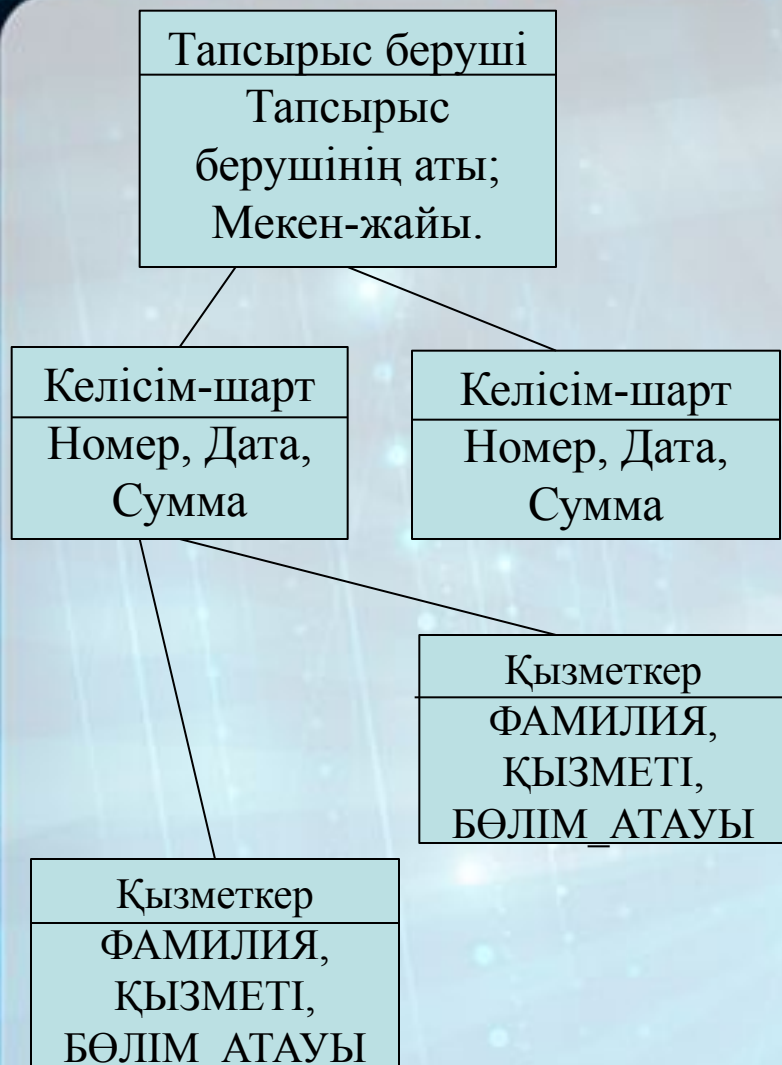 Тапсырыс беруші
Тапсырыс
берушінің аты;
Мекен-жайы.
Келісім-шарт
Номер, Дата,
Сумма
Келісім-шарт
Номер, Дата,
Сумма
Қызметкер
ФАМИЛИЯ,
ҚЫЗМЕТІ,
БӨЛІМ_АТАУЫ
Қызметкер
ФАМИЛИЯ,
ҚЫЗМЕТІ,
БӨЛІМ_АТАУЫ